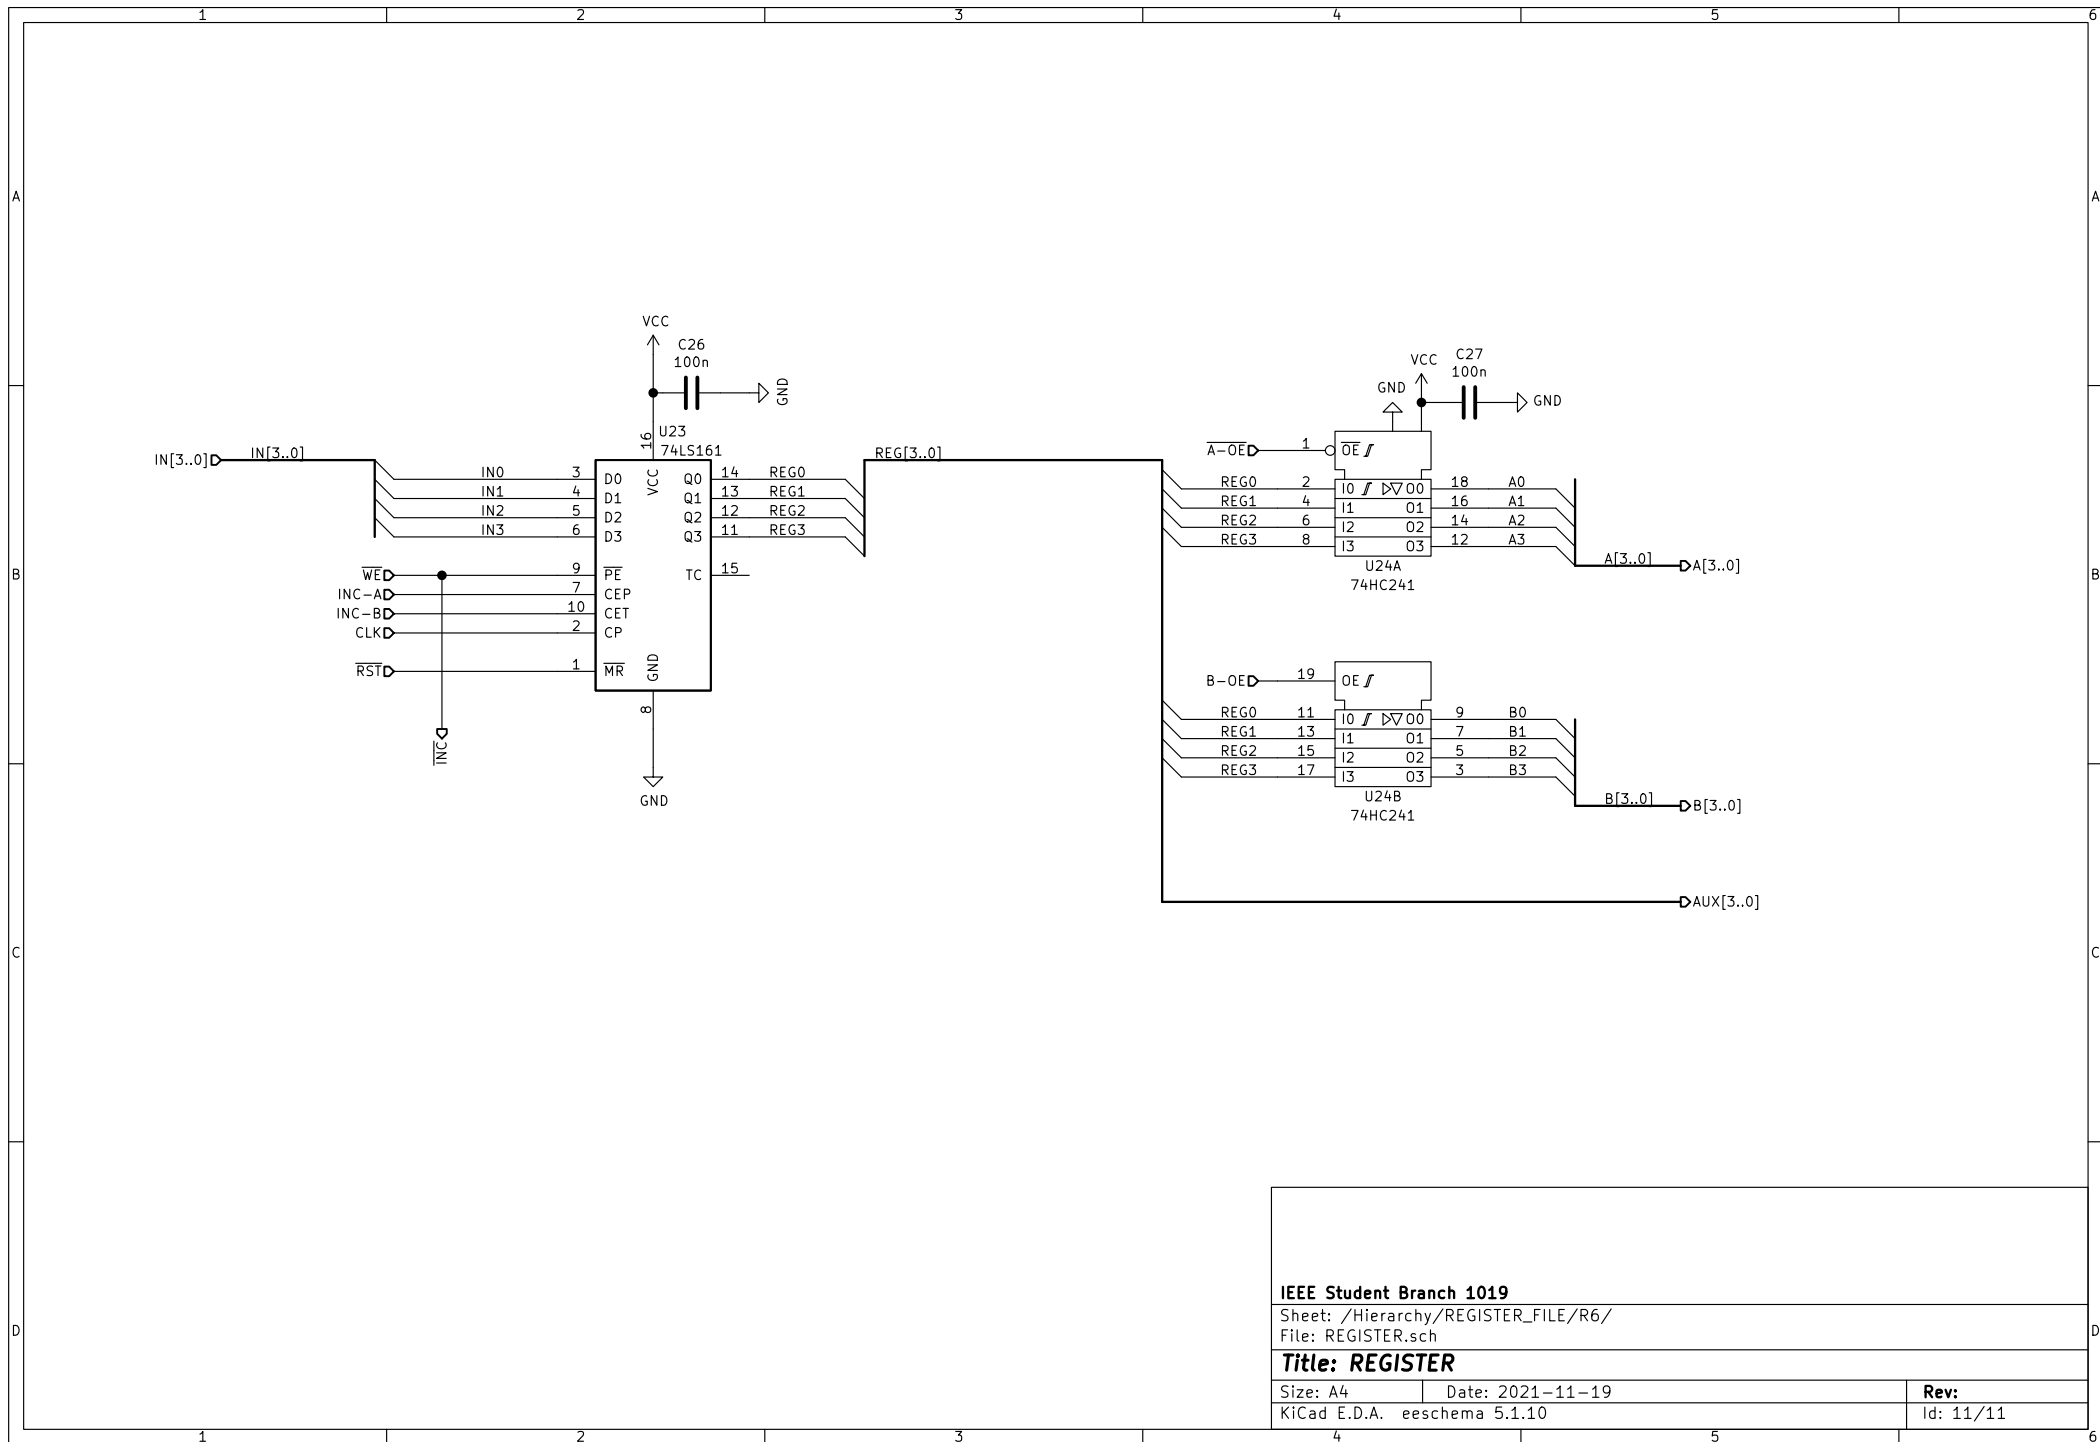 1 2 3 4 5 6
A A
VCC
C26
100n
GND
U23
74LS161
16
VCC
IN[3..0] IN[3..0]
IN0 3 D0 Q0 14 REG0
IN1 4 D1 Q1 13 REG1
IN2 5 D2 Q2 12 REG2
IN3 6 D3 Q3 11 REG3
WE 9 PE TC 15
INC-A 7 CEP
INC-B 10 CET
CLK 2 CP
RST 1 MR
GND
8
INC
GND
REG[3..0]
VCC
C27
100n
GND
GND
A-OE 1 OE
REG0 2 I0 O0 18 A0
REG1 4 I1 O1 16 A1
REG2 6 I2 O2 14 A2
REG3 8 I3 O3 12 A3
U24A
74HC241
A[3..0] A[3..0]
B B
B-OE 19 OE
REG0 11 I0 O0 9 B0
REG1 13 I1 O1 7 B1
REG2 15 I2 O2 5 B2
REG3 17 I3 O3 3 B3
U24B
74HC241
B[3..0] B[3..0]
AUX[3..0]
C C
D D
IEEE Student Branch 1019
Sheet: /Hierarchy/REGISTER_FILE/R6/
File: REGISTER.sch
Title: REGISTER
Size: A4 Date: 2021-11-19 Rev:
KiCad E.D.A. eeschema 5.1.10 Id: 11/11
1 2 3 4 5 6